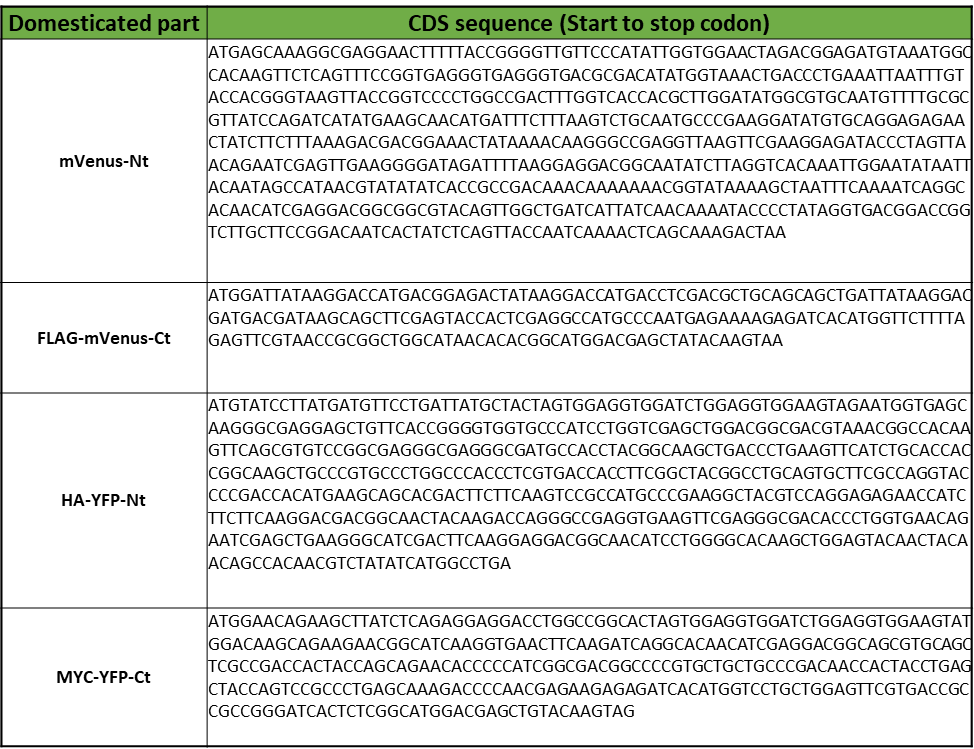 Domesticated part
CDS sequence (Start to stop codon)
mVenus-Nt
ATGAGCAAAGGCGAGGAACTTTTTACCGGGGTTGTTCCCATATTGGTGGAACTAGACGGAGATGTAAATGGC
CACAAGTTCTCAGTTTCCGGTGAGGGTGAGGGTGACGCGACATATGGTAAACTGACCCTGAAATTAATTTGT
ACCACGGGTAAGTTACCGGTCCCCTGGCCGACTTTGGTCACCACGCTTGGATATGGCGTGCAATGTTTTGCGC
GTTATCCAGATCATATGAAGCAACATGATTTCTTTAAGTCTGCAATGCCCGAAGGATATGTGCAGGAGAGAA
CTATCTTCTTTAAAGACGACGGAAACTATAAAACAAGGGCCGAGGTTAAGTTCGAAGGAGATACCCTAGTTA
ACAGAATCGAGTTGAAGGGGATAGATTTTAAGGAGGACGGCAATATCTTAGGTCACAAATTGGAATATAATT
ACAATAGCCATAACGTATATATCACCGCCGACAAACAAAAAAACGGTATAAAAGCTAATTTCAAAATCAGGC
ACAACATCGAGGACGGCGGCGTACAGTTGGCTGATCATTATCAACAAAATACCCCTATAGGTGACGGACCGG
TCTTGCTTCCGGACAATCACTATCTCAGTTACCAATCAAAACTCAGCAAAGACTAA
FLAG-mVenus-Ct
ATGGATTATAAGGACCATGACGGAGACTATAAGGACCATGACCTCGACGCTGCAGCAGCTGATTATAAGGAC
GATGACGATAAGCAGCTTCGAGTACCACTCGAGGCCATGCCCAATGAGAAAAGAGATCACATGGTTCTTTTA
GAGTTCGTAACCGCGGCTGGCATAACACACGGCATGGACGAGCTATACAAGTAA
HA-YFP-Nt
ATGTATCCTTATGATGTTCCTGATTATGCTACTAGTGGAGGTGGATCTGGAGGTGGAAGTAGAATGGTGAGC
AAGGGCGAGGAGCTGTTCACCGGGGTGGTGCCCATCCTGGTCGAGCTGGACGGCGACGTAAACGGCCACAA
GTTCAGCGTGTCCGGCGAGGGCGAGGGCGATGCCACCTACGGCAAGCTGACCCTGAAGTTCATCTGCACCAC
CGGCAAGCTGCCCGTGCCCTGGCCCACCCTCGTGACCACCTTCGGCTACGGCCTGCAGTGCTTCGCCAGGTAC
CCCGACCACATGAAGCAGCACGACTTCTTCAAGTCCGCCATGCCCGAAGGCTACGTCCAGGAGAGAACCATC
TTCTTCAAGGACGACGGCAACTACAAGACCAGGGCCGAGGTGAAGTTCGAGGGCGACACCCTGGTGAACAG
AATCGAGCTGAAGGGCATCGACTTCAAGGAGGACGGCAACATCCTGGGGCACAAGCTGGAGTACAACTACA
ACAGCCACAACGTCTATATCATGGCCTGA
MYC-YFP-Ct
ATGGAACAGAAGCTTATCTCAGAGGAGGACCTGGCCGGCACTAGTGGAGGTGGATCTGGAGGTGGAAGTAT
GGACAAGCAGAAGAACGGCATCAAGGTGAACTTCAAGATCAGGCACAACATCGAGGACGGCAGCGTGCAGC
TCGCCGACCACTACCAGCAGAACACCCCCATCGGCGACGGCCCCGTGCTGCTGCCCGACAACCACTACCTGAG
CTACCAGTCCGCCCTGAGCAAAGACCCCAACGAGAAGAGAGATCACATGGTCCTGCTGGAGTTCGTGACCGC
CGCCGGGATCACTCTCGGCATGGACGAGCTGTACAAGTAG